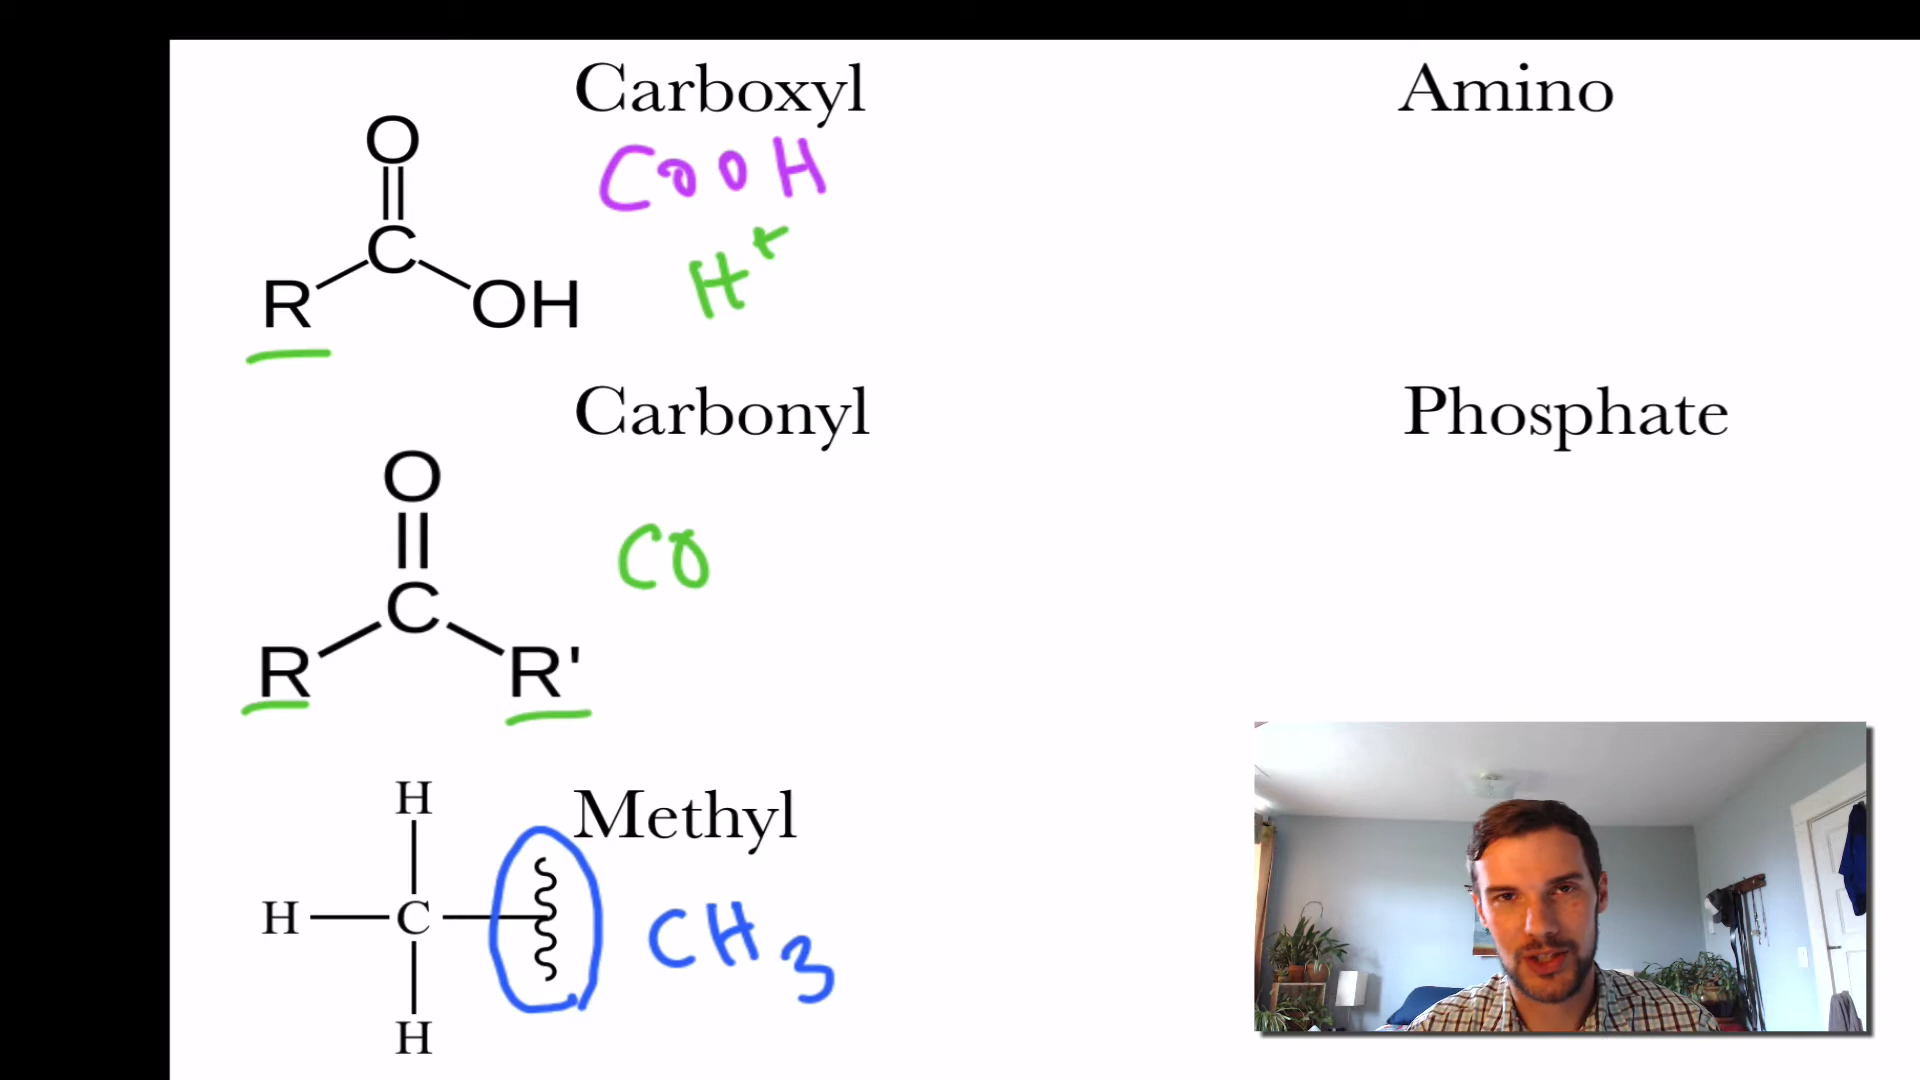 Carboxyl
O
C
R
OH
COOH
H+
Carbonyl
O
C
R
R'
CO
Methyl
H
H
C
H
CH3
Amino
Phosphate